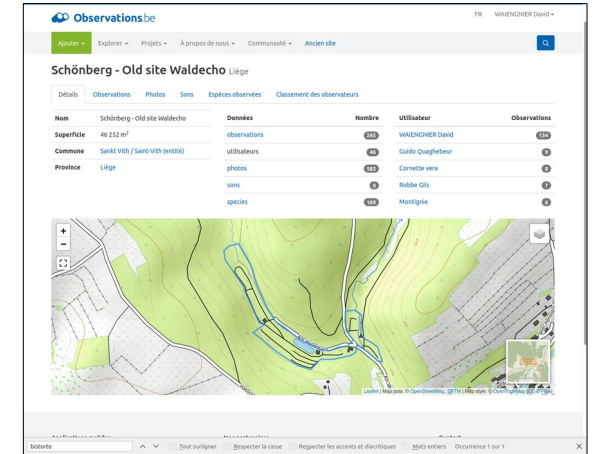 Observations.be
FR WAIENGNIER David
Ajouter Explorer Projets À propos de nous Communauté Ancien site
Schönberg - Old site Waldecho Liège
Détails Observations Photos Sons Espèces observées Classement des observateurs
Nom Schönberg - Old site Waldecho
Superficie 46 252 m²
Commune Sankt Vith / Saint-Vith (entité)
Province Liège
Données Nombre
observations 245
utilisateurs 46
photos 583
sons 0
species 169
Utilisateur Observations
WAIENGNIER David 134
Guido Quaghebeur 9
Cornette vera 8
Robbe Gils 7
Montignie 6
+
−
Leaflet | Map data: © OpenStreetMap, SRTM | Map style: © OpenTopoMap (CC-BY-SA)
bistorte Tout surligner Respecter la casse Respecter les accents et diacritiques Mots entiers Occurrence 1 sur 1